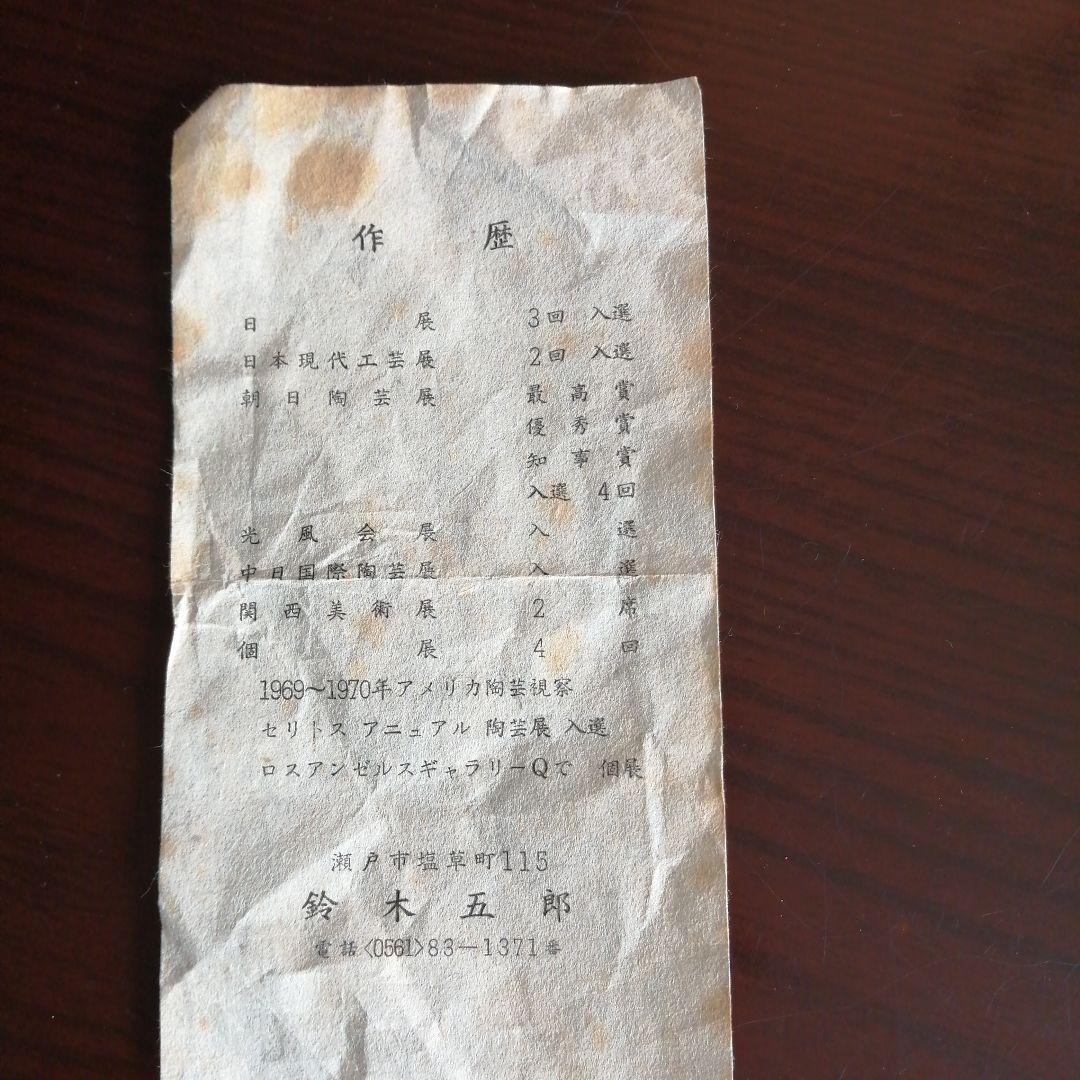 作歴
日展 3回 入選
日本現代工芸展 2回 入選
朝日陶芸展 最高賞
優秀賞
知事賞
入選 4回
光風会展 入選
中日国際陶芸展 入選
関西美術展 2席
個展 4回
1969〜1970年アメリカ陶芸視察
セリトス アニュアル 陶芸展 入選
ロスアンゼルスギャラリーQで 個展
瀬戸市塩草町115
鈴木五郎
電話〈0561〉83-1371番